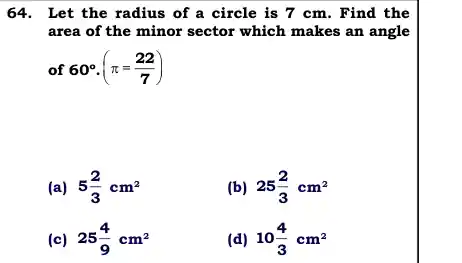 64. Let the radius of a circle is 7 cm. Find the
area of the minor sector which makes an angle
of 60°. (π = 22/7)
(a) 5 2/3 cm² (b) 25 2/3 cm²
(c) 25 4/9 cm² (d) 10 4/3 cm²